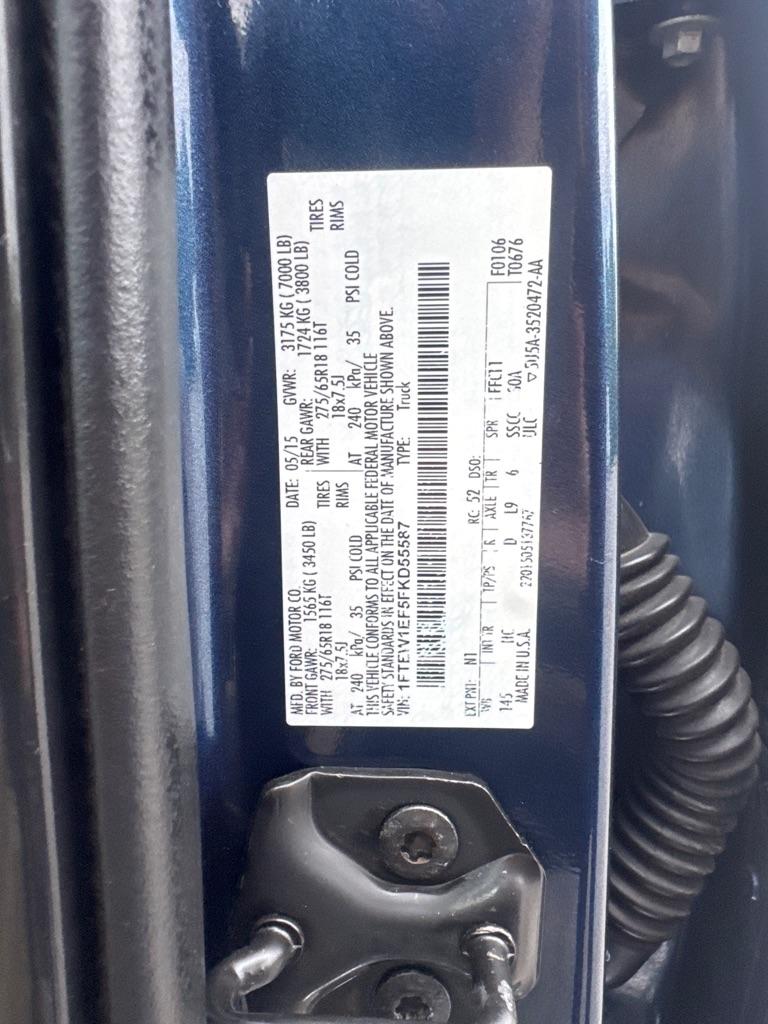 MFD. BY FORD MOTOR CO. DATE: 05/15 GVWR: 3175 KG ( 7000 LB)
FRONT GAWR: 1565 KG ( 3450 LB) REAR GAWR: 1724 KG ( 3800 LB)
WITH 275/65R18 116T TIRES WITH 275/65R18 116T TIRES
18x7.5J RIMS 18x7.5J RIMS
AT 240 kPa/ 35 PSI COLD AT 240 kPa/ 35 PSI COLD
THIS VEHICLE CONFORMS TO ALL APPLICABLE FEDERAL MOTOR VEHICLE
SAFETY STANDARDS IN EFFECT ON THE DATE OF MANUFACTURE SHOWN ABOVE.
VIN: 1FTEW1EF5FKD55587 TYPE: Truck
EXT PNT: N1 RC: 52 DSO:
WB INT TR TP/PS R AXLE TR SPR FFC11 F0106
145 D L9 6 SSCC T0676
MADE IN U.S.A. ULC ▽5U5A-3520472-AA